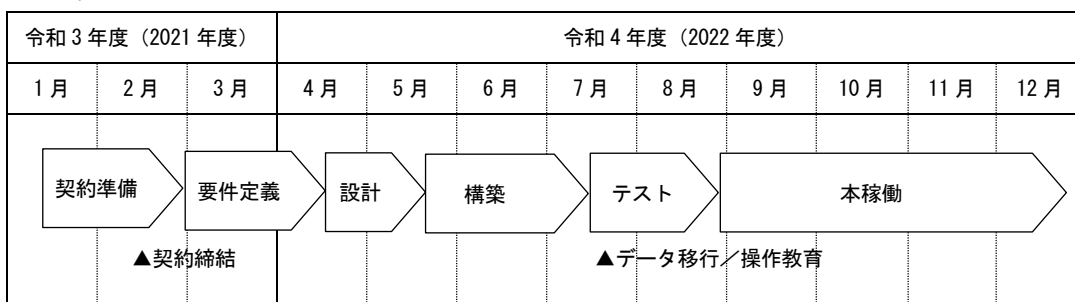 令和3年度（2021年度） 令和4年度（2022年度）
1月 2月 3月 4月 5月 6月 7月 8月 9月 10月 11月 12月
契約準備 要件定義 設計 構築 テスト 本稼働
▲契約締結 ▲データ移行／操作教育